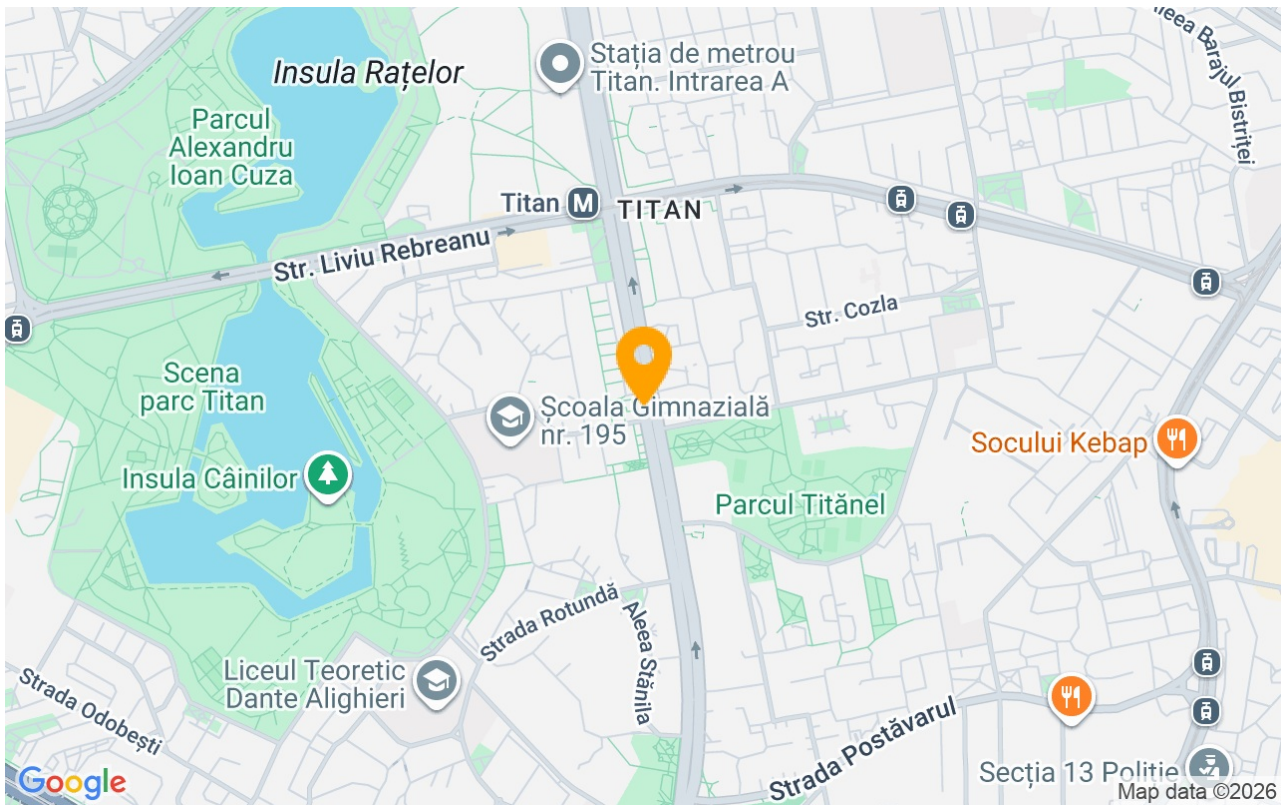 Aleea Barajul Bistriței
Insula Rațelor
Stația de metrou
Titan. Intrarea A
Parcul
Alexandru
Ioan Cuza
Titan
M
TITAN
Str. Liviu Rebreanu
Str. Cozla
Scena
parc Titan
Școala Gimnazială
nr. 195
Insula Câinilor
Socului Kebap
Parcul Titănel
Strada Rotundă
Aleea Stănila
Liceul Teoretic
Dante Alighieri
Strada Odobești
Strada Postăvarul
Secția 13 Poliție
Google
Map data ©2026